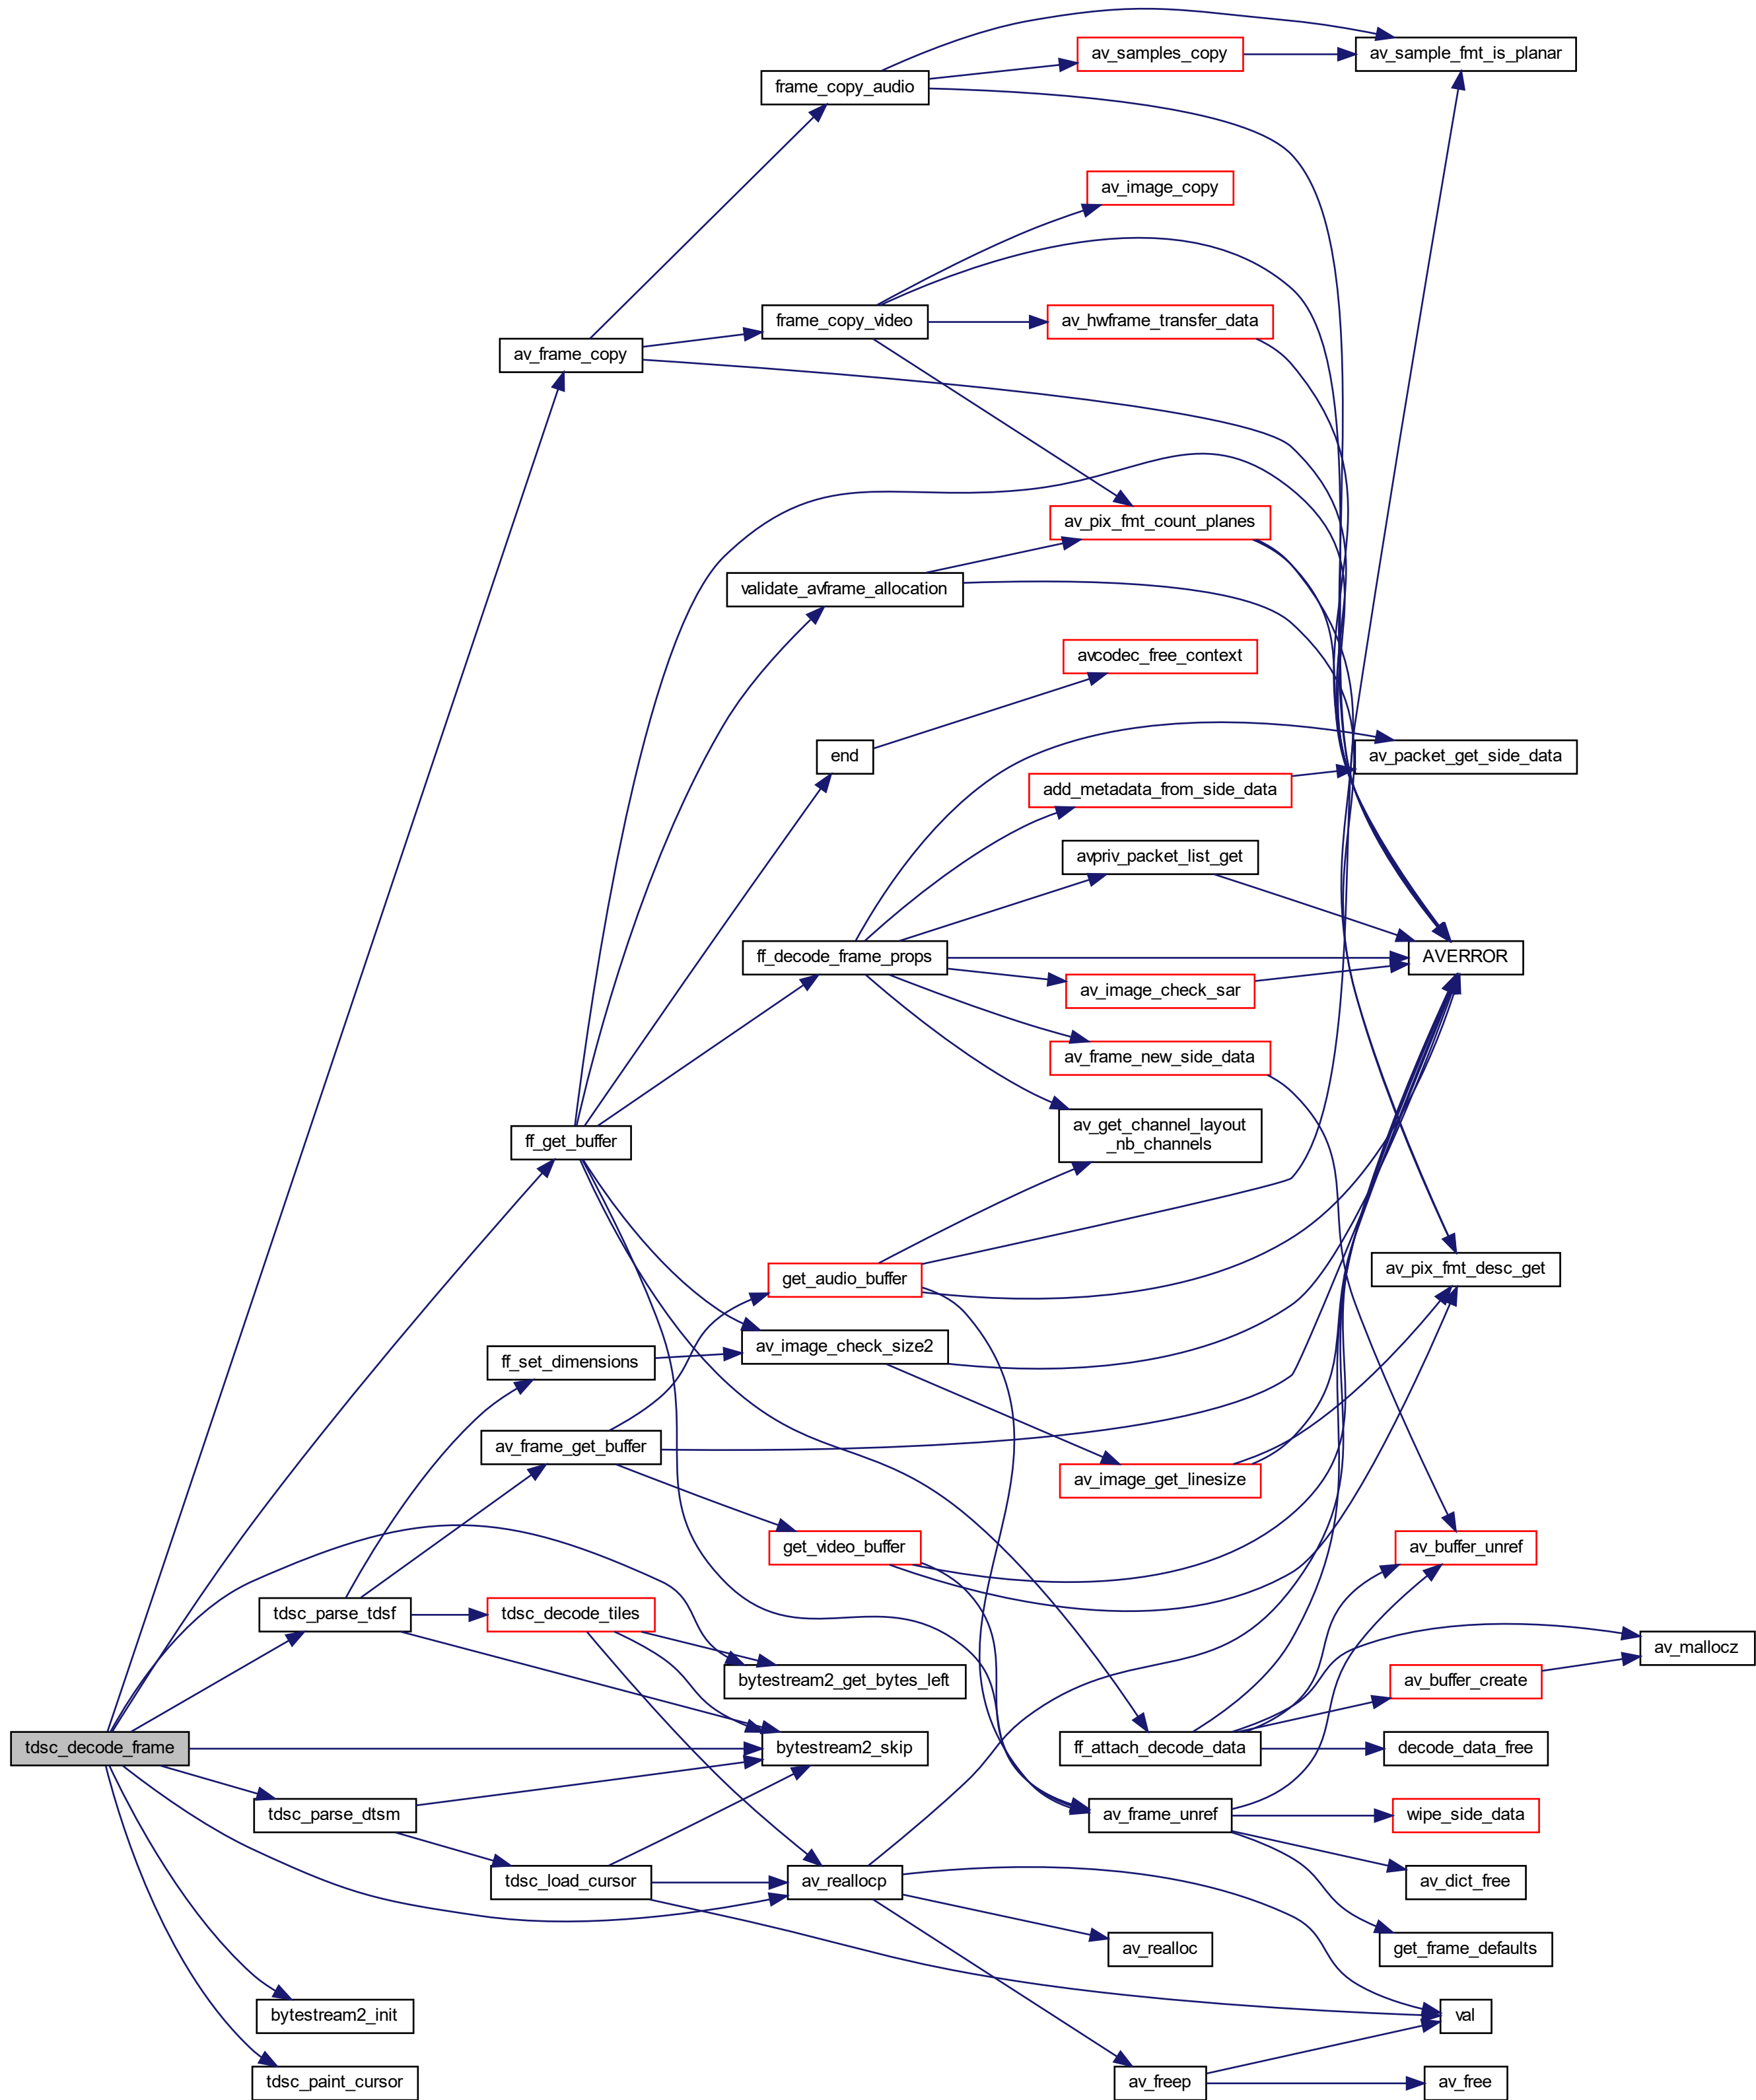 av_sample_fmt_is_planar
av_samples_copy
frame_copy_audio
av_image_copy
frame_copy_video
av_hwframe_transfer_data
av_frame_copy
av_pix_fmt_count_planes
validate_avframe_allocation
avcodec_free_context
end
av_packet_get_side_data
add_metadata_from_side_data
avpriv_packet_list_get
ff_decode_frame_props
AVERROR
av_image_check_sar
av_frame_new_side_data
av_get_channel_layout
_nb_channels
ff_get_buffer
get_audio_buffer
av_pix_fmt_desc_get
av_image_check_size2
ff_set_dimensions
av_frame_get_buffer
av_image_get_linesize
get_video_buffer
av_buffer_unref
tdsc_parse_tdsf
tdsc_decode_tiles
av_mallocz
bytestream2_get_bytes_left
av_buffer_create
tdsc_decode_frame
bytestream2_skip
ff_attach_decode_data
decode_data_free
tdsc_parse_dtsm
av_frame_unref
wipe_side_data
tdsc_load_cursor
av_reallocp
av_dict_free
av_realloc
get_frame_defaults
bytestream2_init
val
tdsc_paint_cursor
av_freep
av_free